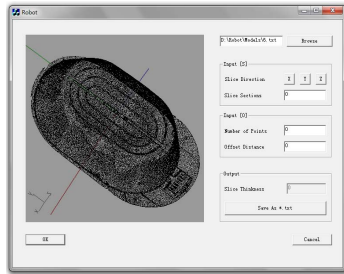 Robot
D:\Robot\Models\6.txt
Browse
Input [S]
Slice Direction
X
Y
Z
Slice Sections
0
Input [O]
Number of Points
0
Offset Distance
0
Output
Slice Thickness
0
Save As *.txt
OK
Cancel